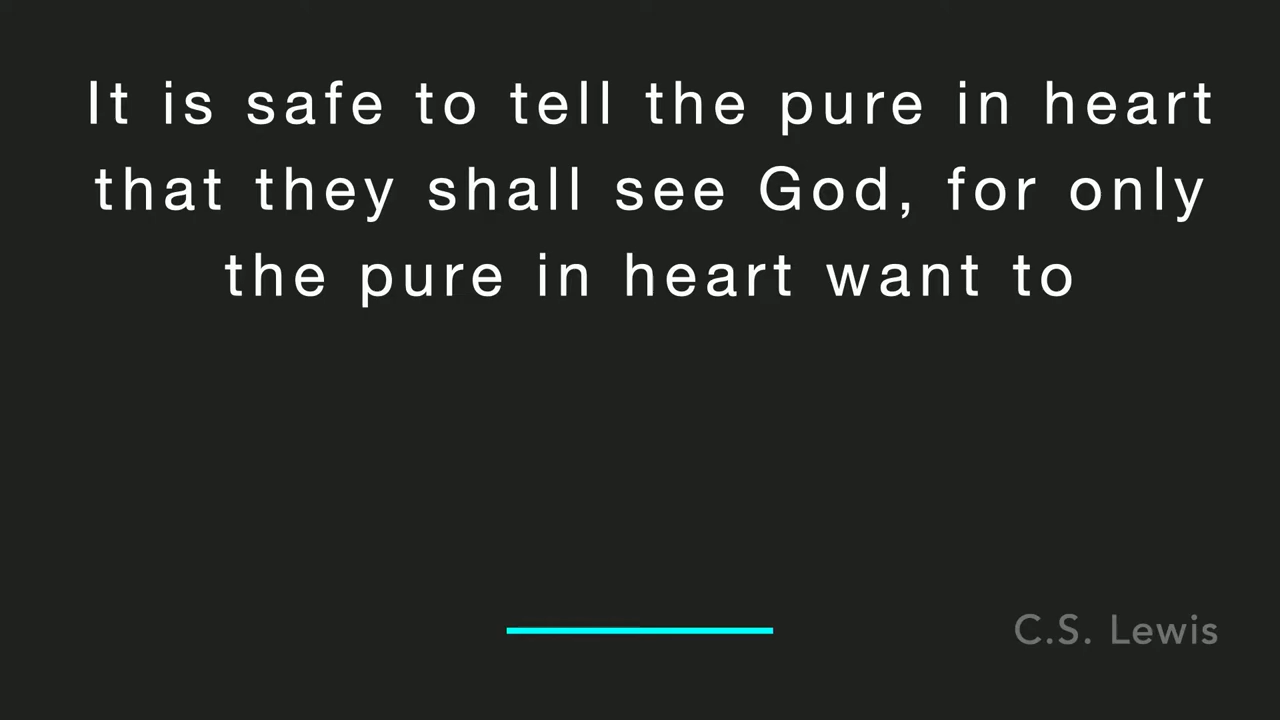 It is safe to tell the pure in heart
that they shall see God, for only
the pure in heart want to
C.S. Lewis